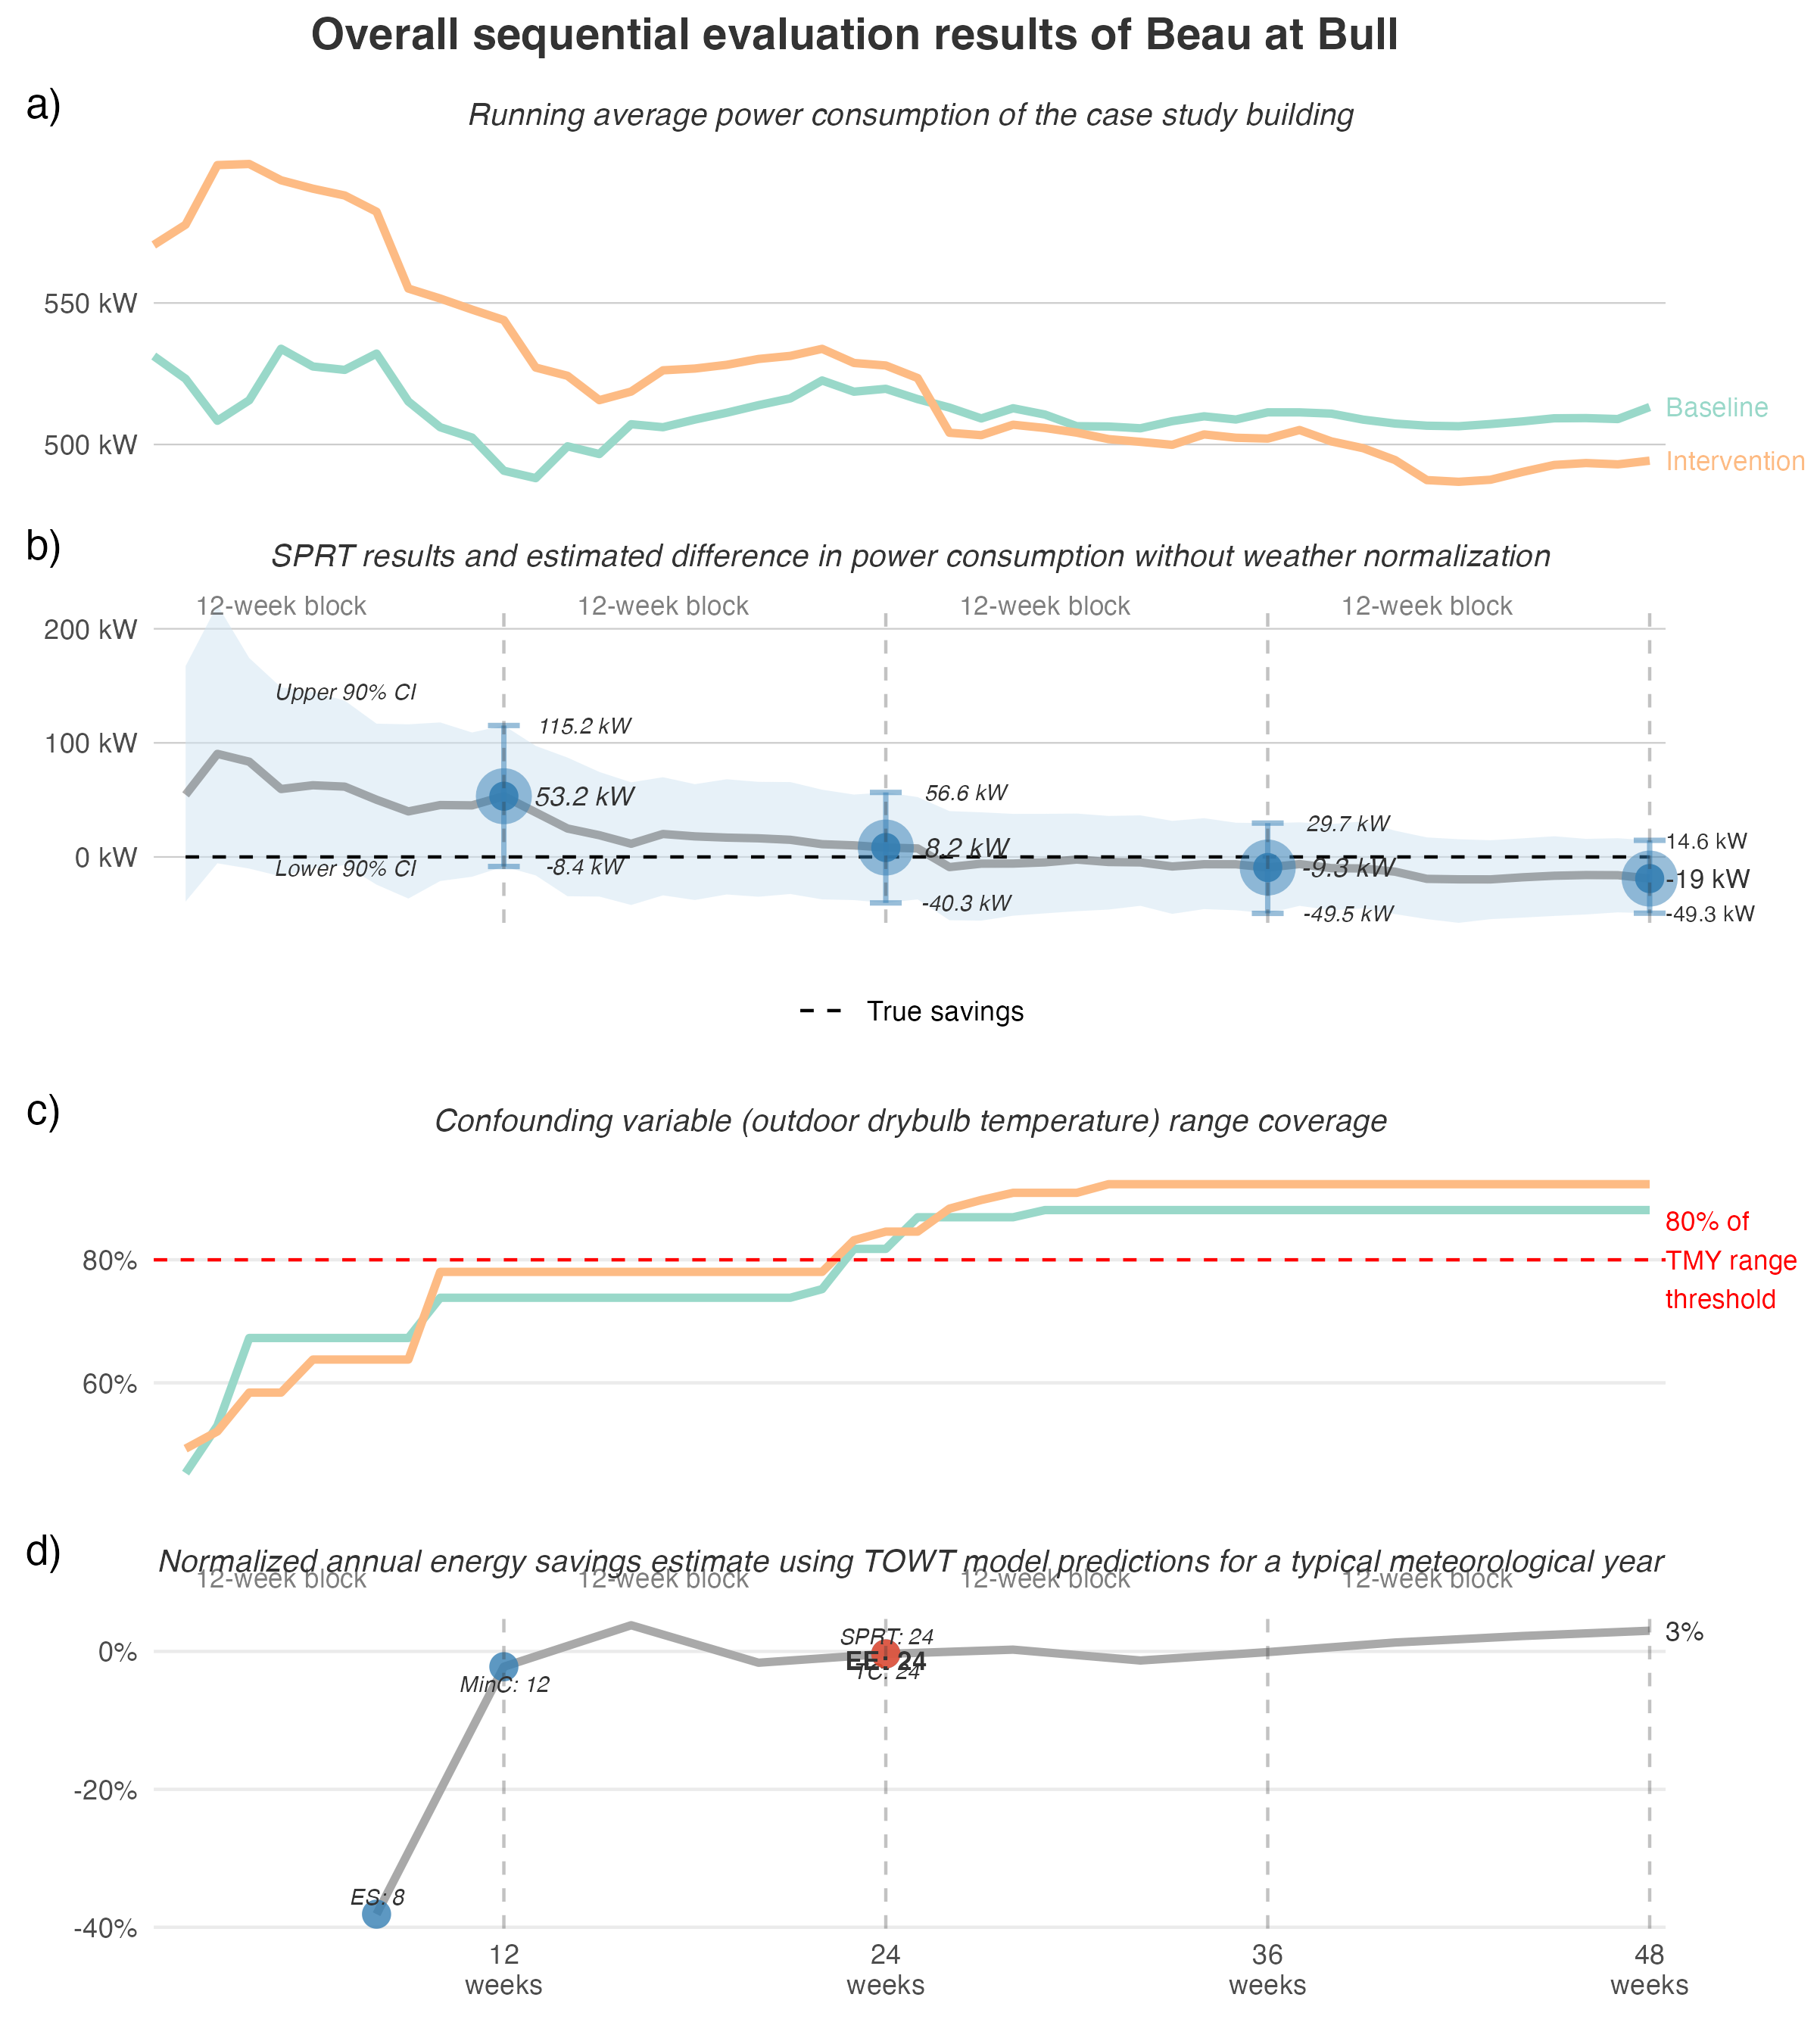 Overall sequential evaluation results of Beau at Bull
a)
Running average power consumption of the case study building
550 kW
500 kW
Baseline
Intervention
b)
SPRT results and estimated difference in power consumption without weather normalization
12-week block
12-week block
12-week block
12-week block
200 kW
100 kW
0 kW
Upper 90% CI
Lower 90% CI
115.2 kW
53.2 kW
-8.4 kW
56.6 kW
8.2 kW
-40.3 kW
29.7 kW
-9.3 kW
-49.5 kW
14.6 kW
-19 kW
-49.3 kW
True savings
c)
Confounding variable (outdoor drybulb temperature) range coverage
80%
60%
80% of
TMY range
threshold
d)
Normalized annual energy savings estimate using TOWT model predictions for a typical meteorological year
12-week block
12-week block
12-week block
12-week block
0%
-20%
-40%
ES: 8
MinC: 12
SPRT: 24
EE: 24
TC: 24
3%
12
weeks
24
weeks
36
weeks
48
weeks